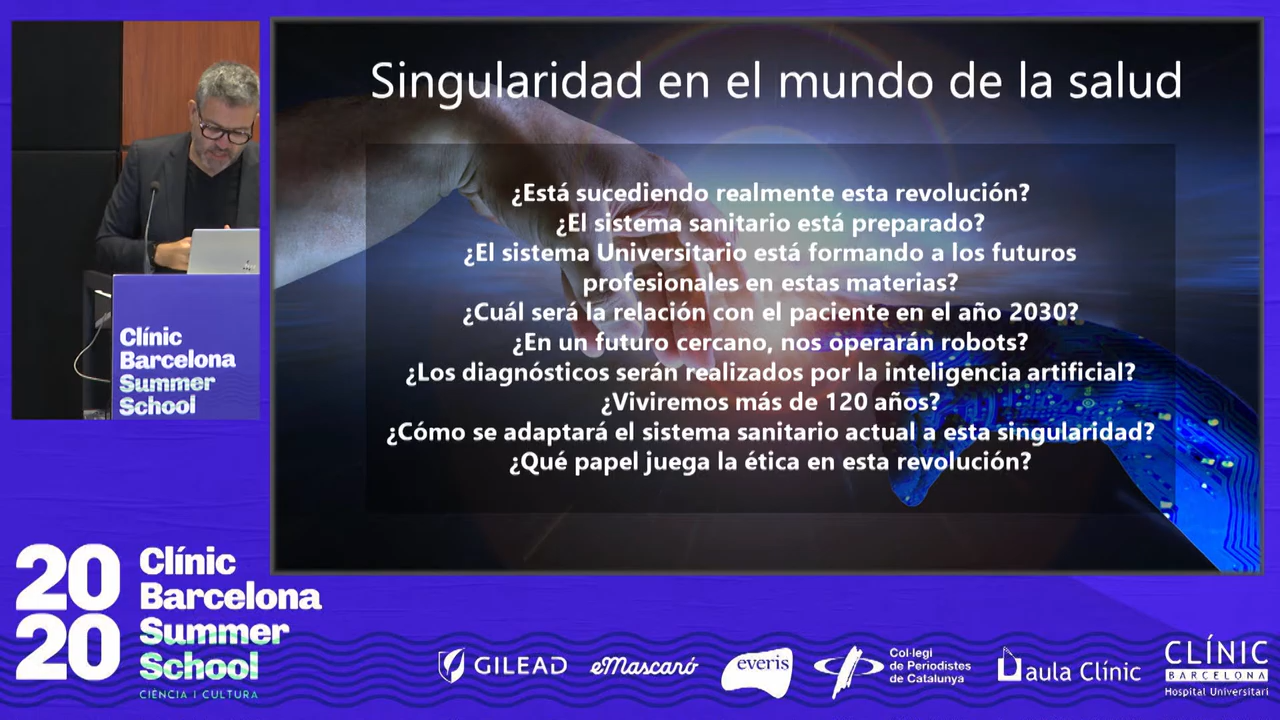 Singularidad en el mundo de la salud
¿Está sucediendo realmente esta revolución?
¿El sistema sanitario está preparado?
¿El sistema Universitario está formando a los futuros
profesionales en estas materias?
¿Cuál será la relación con el paciente en el año 2030?
¿En un futuro cercano, nos operarán robots?
¿Los diagnósticos serán realizados por la inteligencia artificial?
¿Viviremos más de 120 años?
¿Cómo se adaptará el sistema sanitario actual a esta singularidad?
¿Qué papel juega la ética en esta revolución?
Clínic
Barcelona
Summer
School
20
20
Clínic
Barcelona
Summer
School
CIÈNCIA I CULTURA
GILEAD
eMascaró
everis
Col·legi
de Periodistes
de Catalunya
aula Clínic
CLÍNIC
BARCELONA
Hospital Universitari